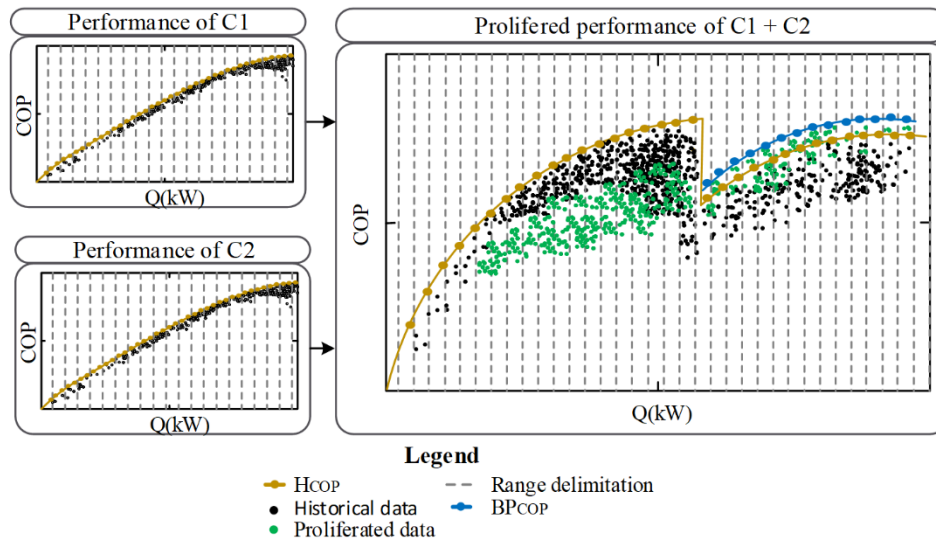 Performance of C1
COP
Q(kW)
Performance of C2
COP
Q(kW)
Prolifered performance of C1 + C2
COP
Q(kW)
Legend
HCOP
Range delimitation
Historical data
BPCOP
Proliferated data